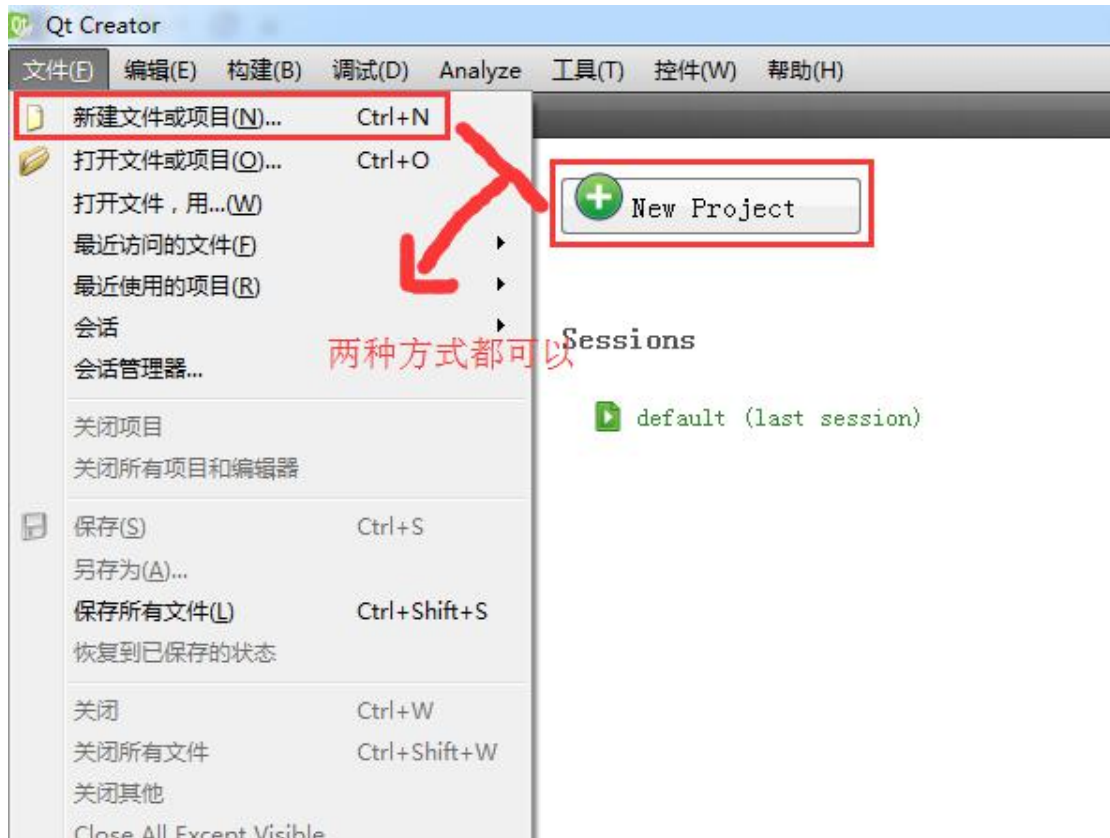 Qt Creator
文件(F) 编辑(E) 构建(B) 调试(D) Analyze 工具(T) 控件(W) 帮助(H)
新建文件或项目(N)... Ctrl+N
打开文件或项目(O)... Ctrl+O
打开文件，用...(W)
New Project
最近访问的文件(F)
最近使用的项目(R)
会话
Sessions
两种方式都可以
会话管理器...
default (last session)
关闭项目
关闭所有项目和编辑器
保存(S) Ctrl+S
另存为(A)...
保存所有文件(L) Ctrl+Shift+S
恢复到已保存的状态
关闭 Ctrl+W
关闭所有文件 Ctrl+Shift+W
关闭其他
Close All Except Visible